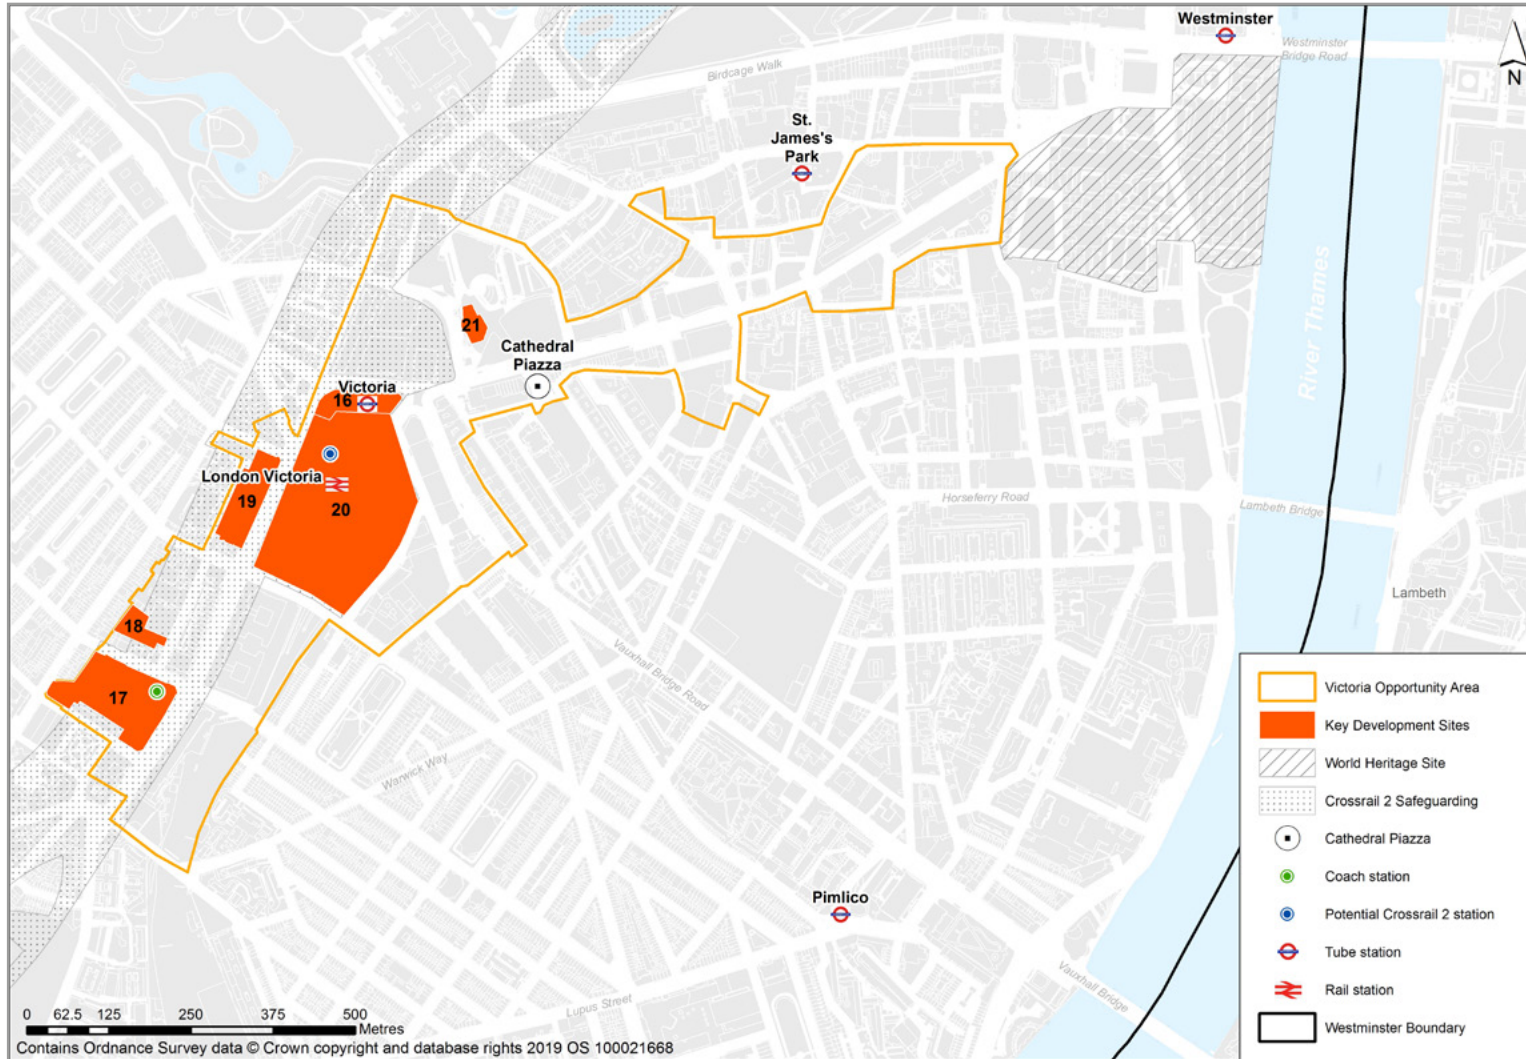 Westminster
Westminster
Bridge Road
N
Birdcage Walk
St.
James's
Park
River Thames
21
Cathedral
Piazza
Victoria
16
London Victoria
19
20
Horseferry Road
Lambeth Bridge
Lambeth
18
17
Vauxhall Bridge Road
Warwick Way
Pimlico
Vauxhall Bridge
Lupus Street
Victoria Opportunity Area
Key Development Sites
World Heritage Site
Crossrail 2 Safeguarding
Cathedral Piazza
Coach station
Potential Crossrail 2 station
Tube station
Rail station
Westminster Boundary
0 62.5 125 250 375 500
Metres
Contains Ordnance Survey data © Crown copyright and database rights 2019 OS 100021668